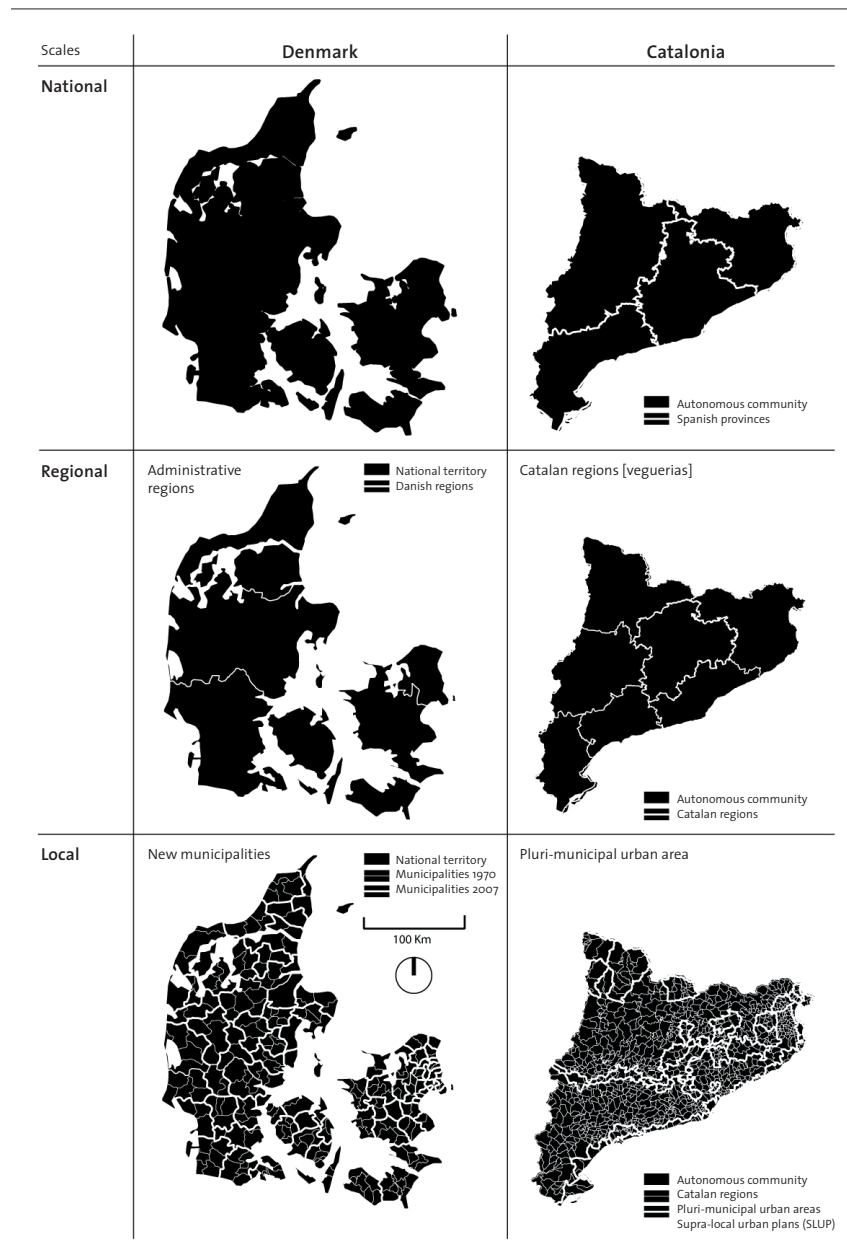 Scales
Denmark
Catalonia
National
Autonomous community
Spanish provinces
Regional
Administrative
regions
National territory
Danish regions
Catalan regions [veguerias]
Autonomous community
Catalan regions
Local
New municipalities
National territory
Municipalities 1970
Municipalities 2007
100 Km
Pluri-municipal urban area
Autonomous community
Catalan regions
Pluri-municipal urban areas
Supra-local urban plans (SLUP)